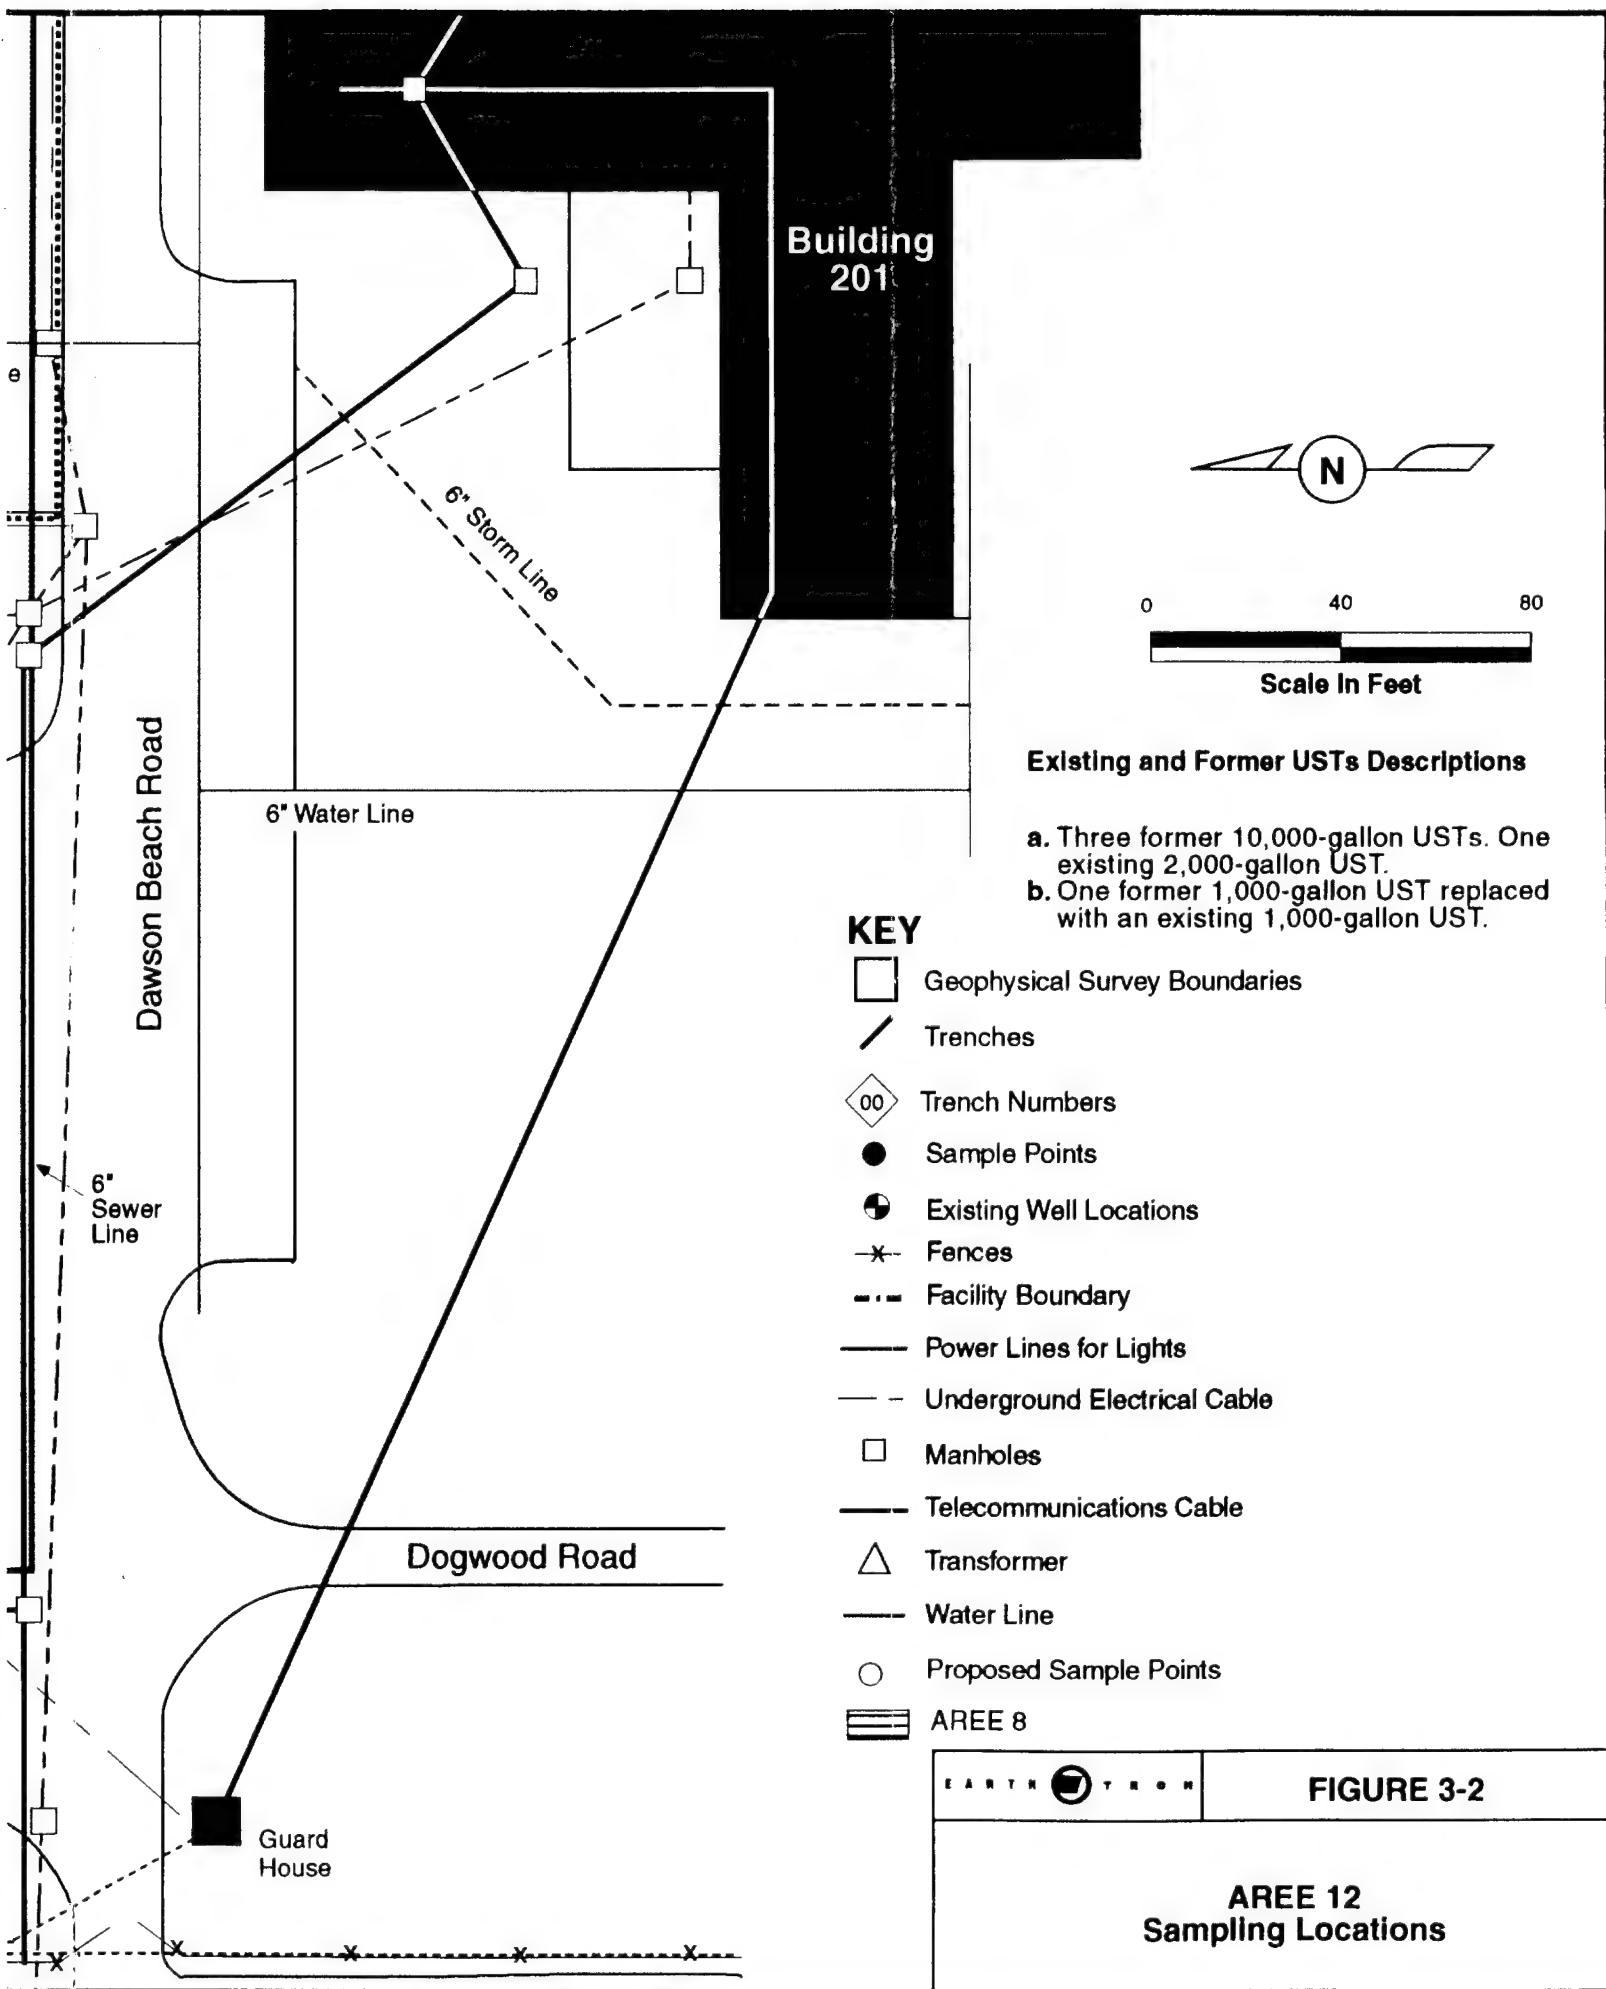 Building
201
e
N
6" Storm Line
0 40 80
Scale In Feet
Existing and Former USTs Descriptions
a. Three former 10,000-gallon USTs. One
existing 2,000-gallon UST.
b. One former 1,000-gallon UST replaced
with an existing 1,000-gallon UST.
Dawson Beach Road
6" Water Line
KEY
Geophysical Survey Boundaries
Trenches
00 Trench Numbers
Sample Points
Existing Well Locations
Fences
Facility Boundary
Power Lines for Lights
Underground Electrical Cable
Manholes
Telecommunications Cable
Transformer
Water Line
Proposed Sample Points
AREE 8
6"
Sewer
Line
Dogwood Road
Guard
House
EARTH TECH
FIGURE 3-2
AREE 12
Sampling Locations